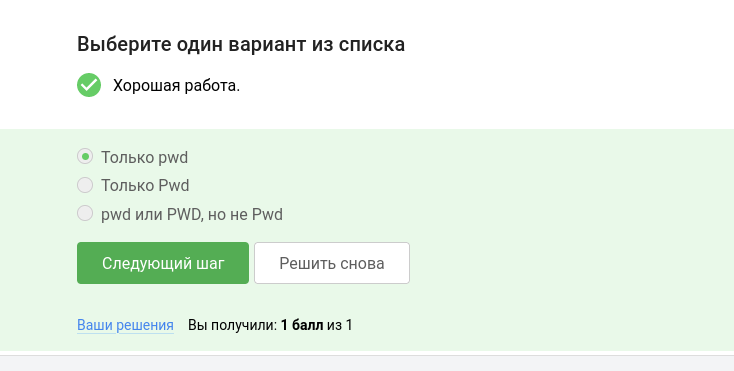 Выберите один вариант из списка
Хорошая работа.
Только pwd
Только Pwd
pwd или PWD, но не Pwd
Следующий шаг Решить снова
Ваши решения Вы получили: 1 балл из 1